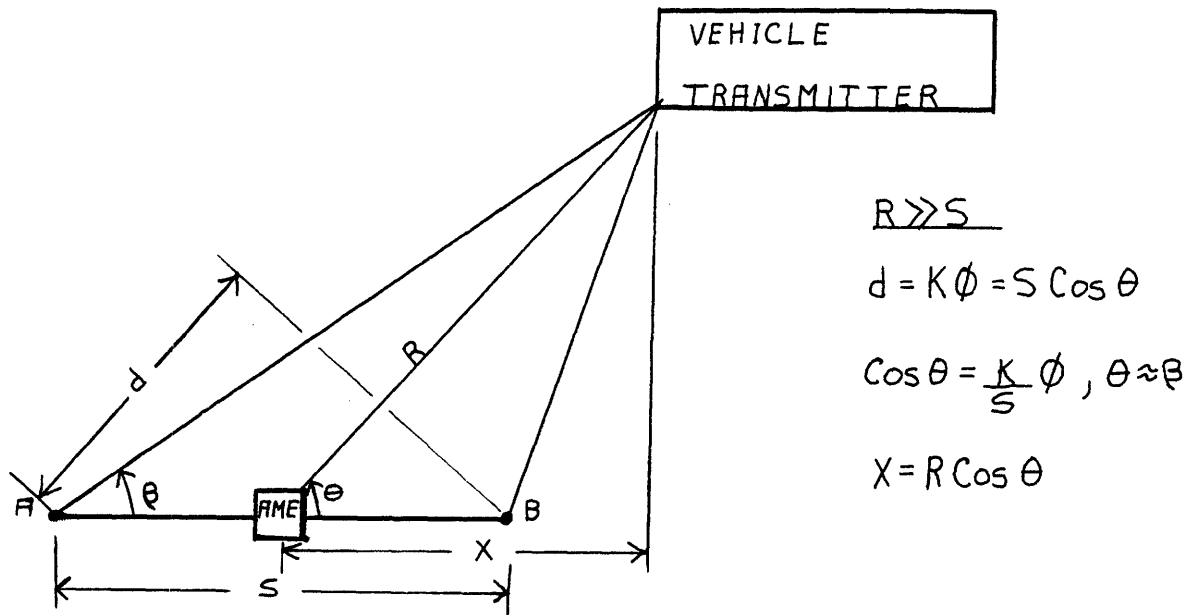 VEHICLE
TRANSMITTER
R≫S
d = Kϕ = S Cos θ
Cos θ = K/S ϕ , θ ≈ β
X = R Cos θ
R
d
A
β
AME
θ
B
X
S